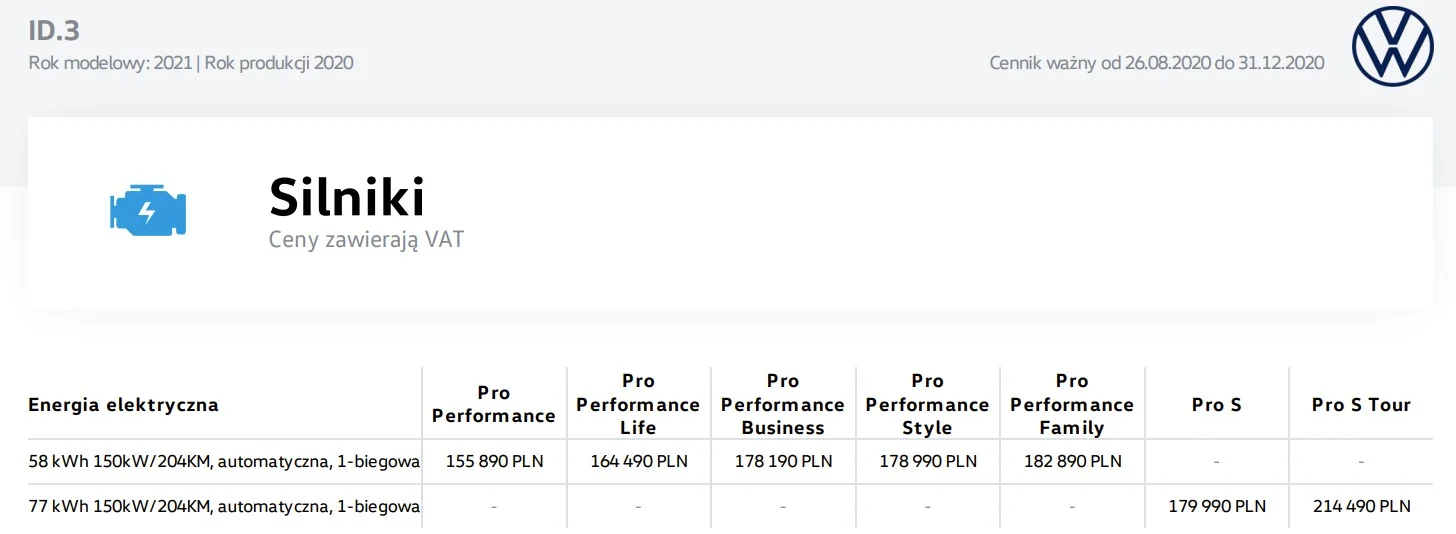 ID.3
Rok modelowy: 2021 | Rok produkcji 2020
Cennik ważny od 26.08.2020 do 31.12.2020
Silniki
Ceny zawierają VAT
Energia elektryczna
Pro Performance
Pro Performance Life
Pro Performance Business
Pro Performance Style
Pro Performance Family
Pro S
Pro S Tour
58 kWh 150kW/204KM, automatyczna, 1-biegowa 155 890 PLN 164 490 PLN 178 190 PLN 178 990 PLN 182 890 PLN - -
77 kWh 150kW/204KM, automatyczna, 1-biegowa - - - - - 179 990 PLN 214 490 PLN